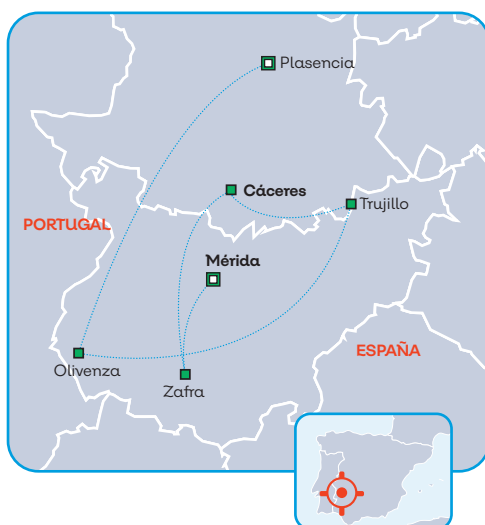 Plasencia
Cáceres
Trujillo
PORTUGAL
Mérida
ESPAÑA
Olivenza
Zafra